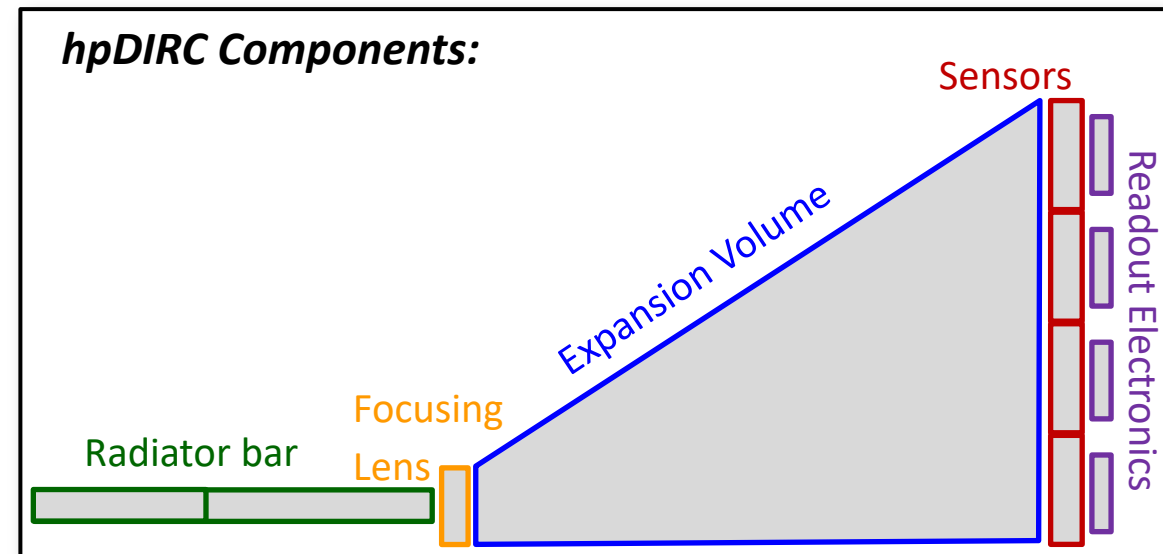 hpDIRC Components:
Sensors
Readout Electronics
Expansion Volume
Focusing
Lens
Radiator bar